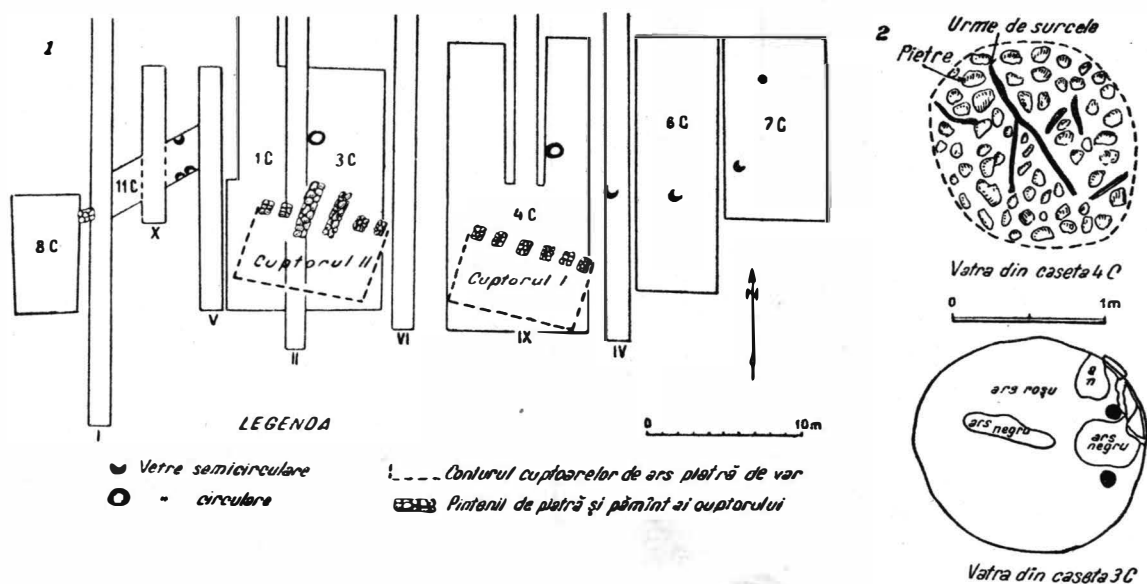 1
8 C
11 C
X
I
V
1 C
3 C
Cuptorul II
II
VI
4 C
Cuptorul I
IX
IV
6 C
7 C
N
LEGENDA
0 10m
Vetre semicirculare
" circulare
Conturul cuptoarelor de ars piatră de var
Pintenii de piatră și pămînt ai cuptorului
2
Urme de surcele
Pietre
Vatra din caseta 4 C
0 1m
ars roșu
a n
ars negru
ars negru
Vatra din caseta 3 C